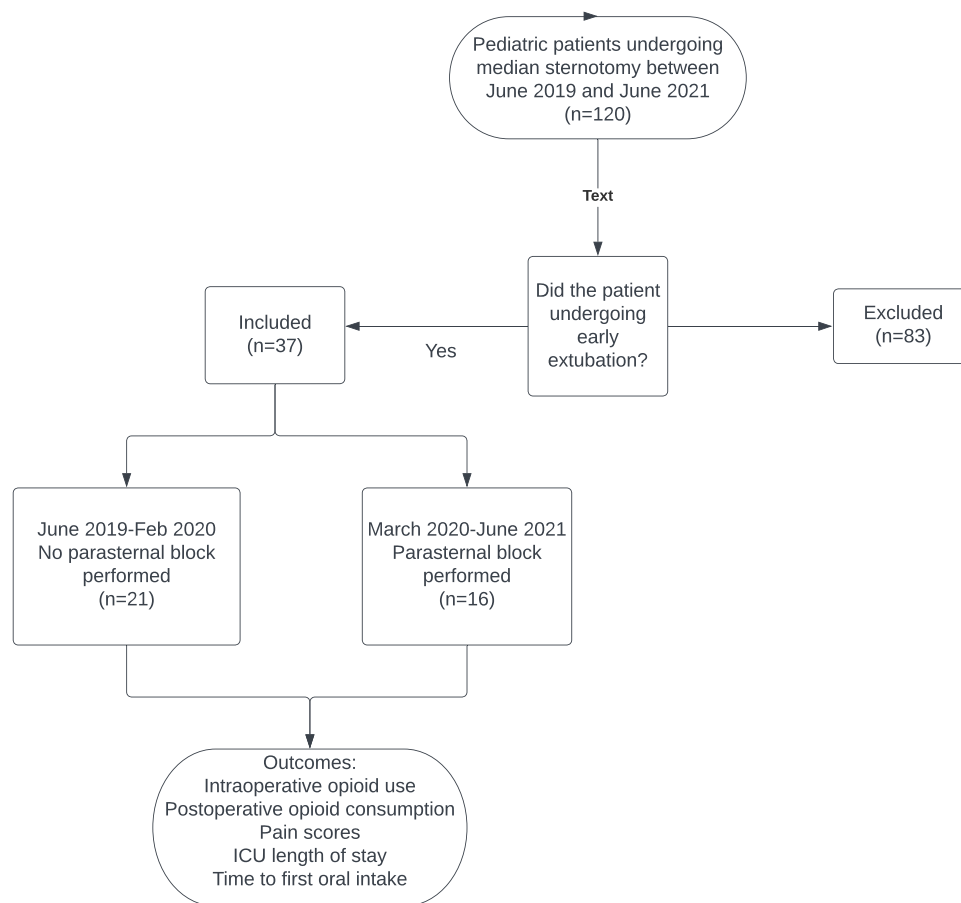 Pediatric patients undergoing
median sternotomy between
June 2019 and June 2021
(n=120)
Text
Did the patient
undergoing
early
extubation?
Included
(n=37)
Yes
Excluded
(n=83)
June 2019-Feb 2020
No parasternal block
performed
(n=21)
March 2020-June 2021
Parasternal block
performed
(n=16)
Outcomes:
Intraoperative opioid use
Postoperative opioid consumption
Pain scores
ICU length of stay
Time to first oral intake